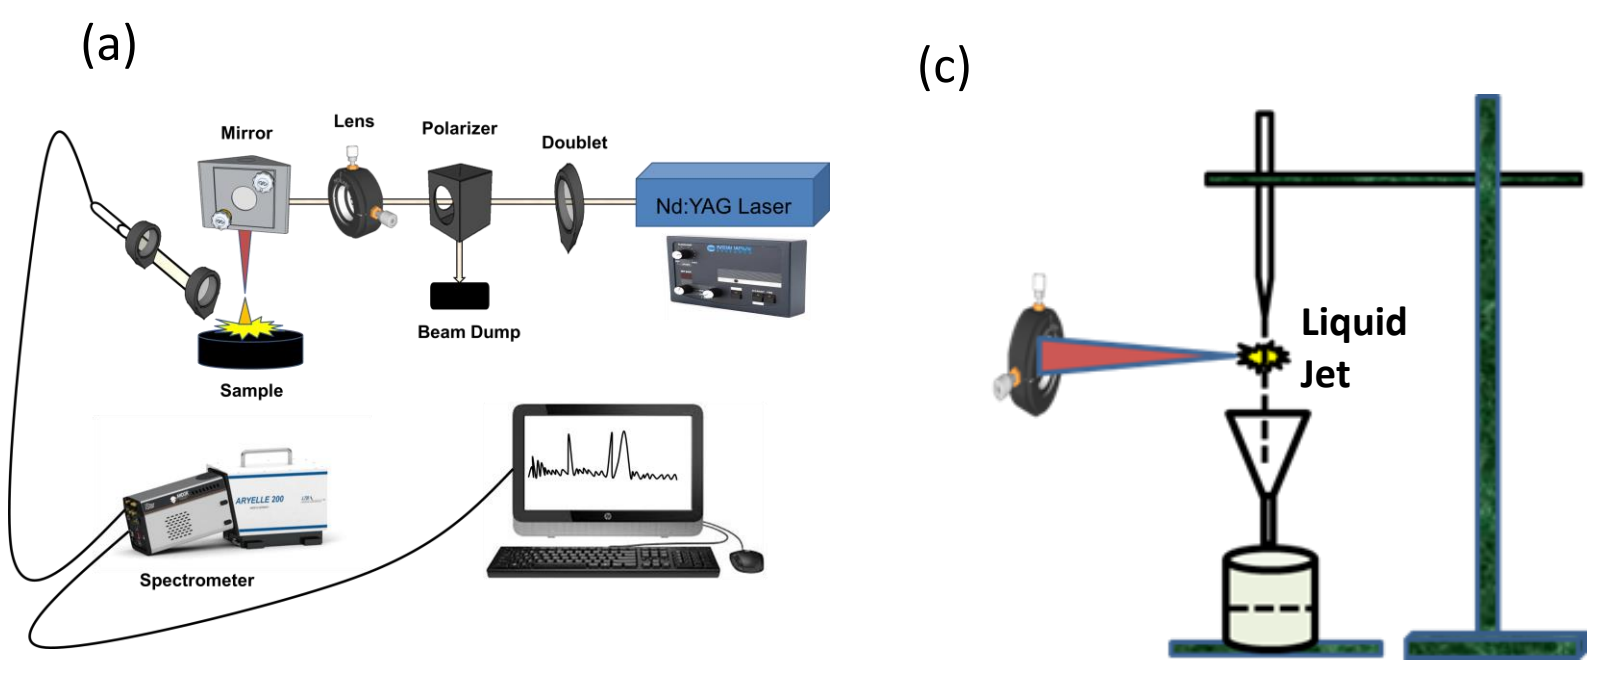 (a)
(c)
Mirror
Lens
Polarizer
Doublet
Nd:YAG Laser
Beam Dump
Sample
ARYELLE 200
Spectrometer
Liquid
Jet